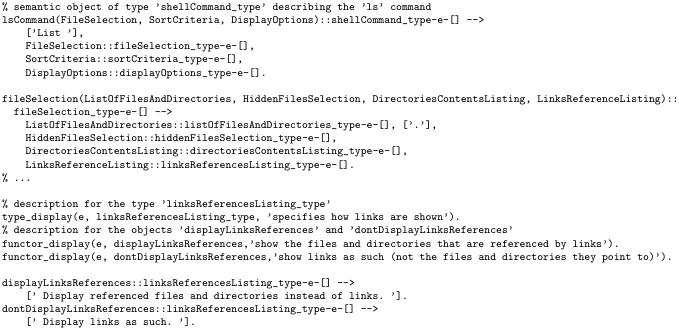 % semantic object of type 'shellCommand_type' describing the 'ls' command
lsCommand(FileSelection, SortCriteria, DisplayOptions)::shellCommand_type-e-[] -->
    ['List '],
    FileSelection::fileSelection_type-e-[],
    SortCriteria::sortCriteria_type-e-[],
    DisplayOptions::displayOptions_type-e-[].

fileSelection(ListOfFilesAndDirectories, HiddenFilesSelection, DirectoriesContentsListing, LinksReferenceListing)::
  fileSelection_type-e-[] -->
    ListOfFilesAndDirectories::listOfFilesAndDirectories_type-e-[], ['.'],
    HiddenFilesSelection::hiddenFilesSelection_type-e-[],
    DirectoriesContentsListing::directoriesContentsListing_type-e-[],
    LinksReferenceListing::linksReferencesListing_type-e-[].
% ...

% description for the type 'linksReferencesListing_type'
type_display(e, linksReferencesListing_type, 'specifies how links are shown').
% description for the objects 'displayLinksReferences' and 'dontDisplayLinksReferences'
functor_display(e, displayLinksReferences,'show the files and directories that are referenced by links').
functor_display(e, dontDisplayLinksReferences,'show links as such (not the files and directories they point to)').

displayLinksReferences::linksReferencesListing_type-e-[] -->
    [' Display referenced files and directories instead of links. '].
dontDisplayLinksReferences::linksReferencesListing_type-e-[] -->
    [' Display links as such. '].